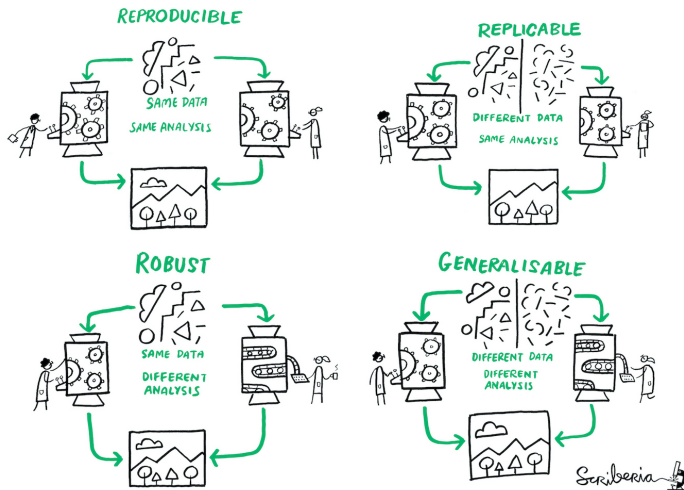 REPRODUCIBLE
SAME DATA
SAME ANALYSIS
REPLICABLE
DIFFERENT DATA
SAME ANALYSIS
ROBUST
SAME DATA
DIFFERENT
ANALYSIS
GENERALISABLE
DIFFERENT DATA
DIFFERENT
ANALYSIS
Scriberia